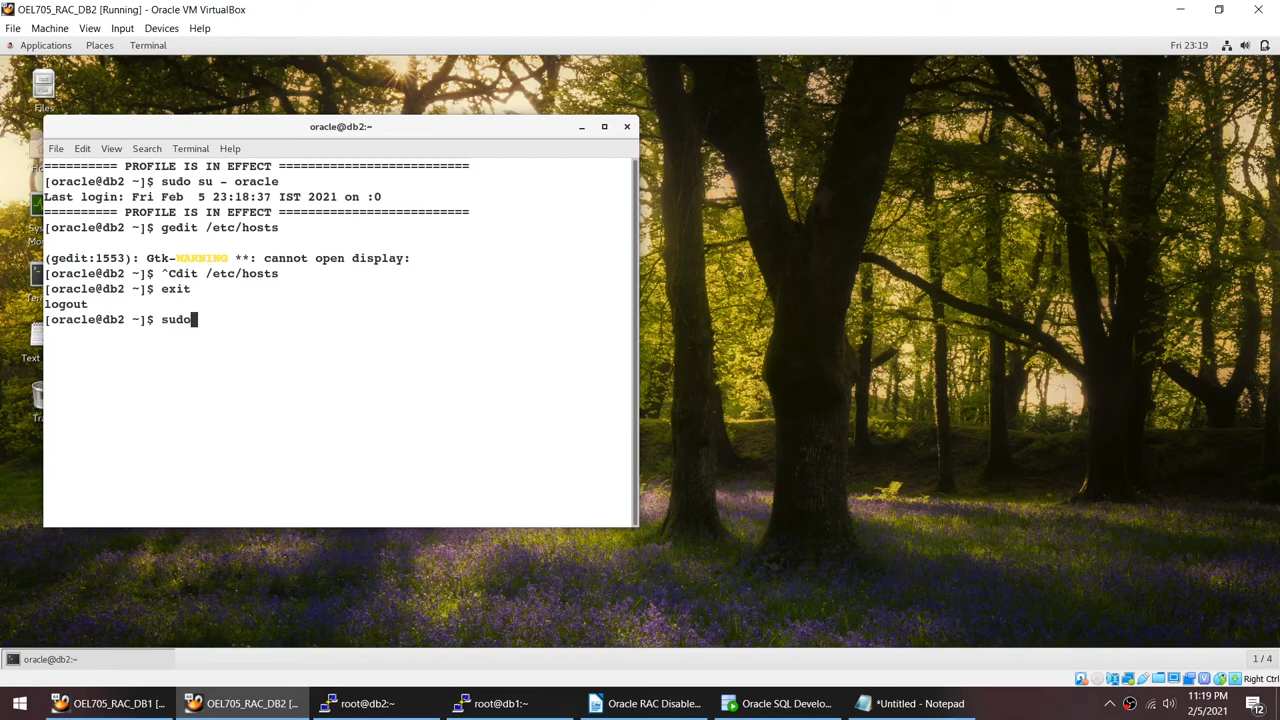 OEL705_RAC_DB2 [Running] - Oracle VM VirtualBox
File Machine View Input Devices Help
Applications Places Terminal Fri 23:19
Files
oracle@db2:~
File Edit View Search Terminal Help
========== PROFILE IS IN EFFECT ==========================
[oracle@db2 ~]$ sudo su - oracle
Last login: Fri Feb  5 23:18:37 IST 2021 on :0
========== PROFILE IS IN EFFECT ==========================
[oracle@db2 ~]$ gedit /etc/hosts
(gedit:1553): Gtk-WARNING **: cannot open display:
[oracle@db2 ~]$ ^Cdit /etc/hosts
[oracle@db2 ~]$ exit
logout
[oracle@db2 ~]$ sudo
Text
oracle@db2:~ 1 / 4
Right Ctrl
OEL705_RAC_DB1 [... OEL705_RAC_DB2 [... root@db2:~ root@db1:~ Oracle RAC Disable... Oracle SQL Develo... *Untitled - Notepad
11:19 PM
2/5/2021
12